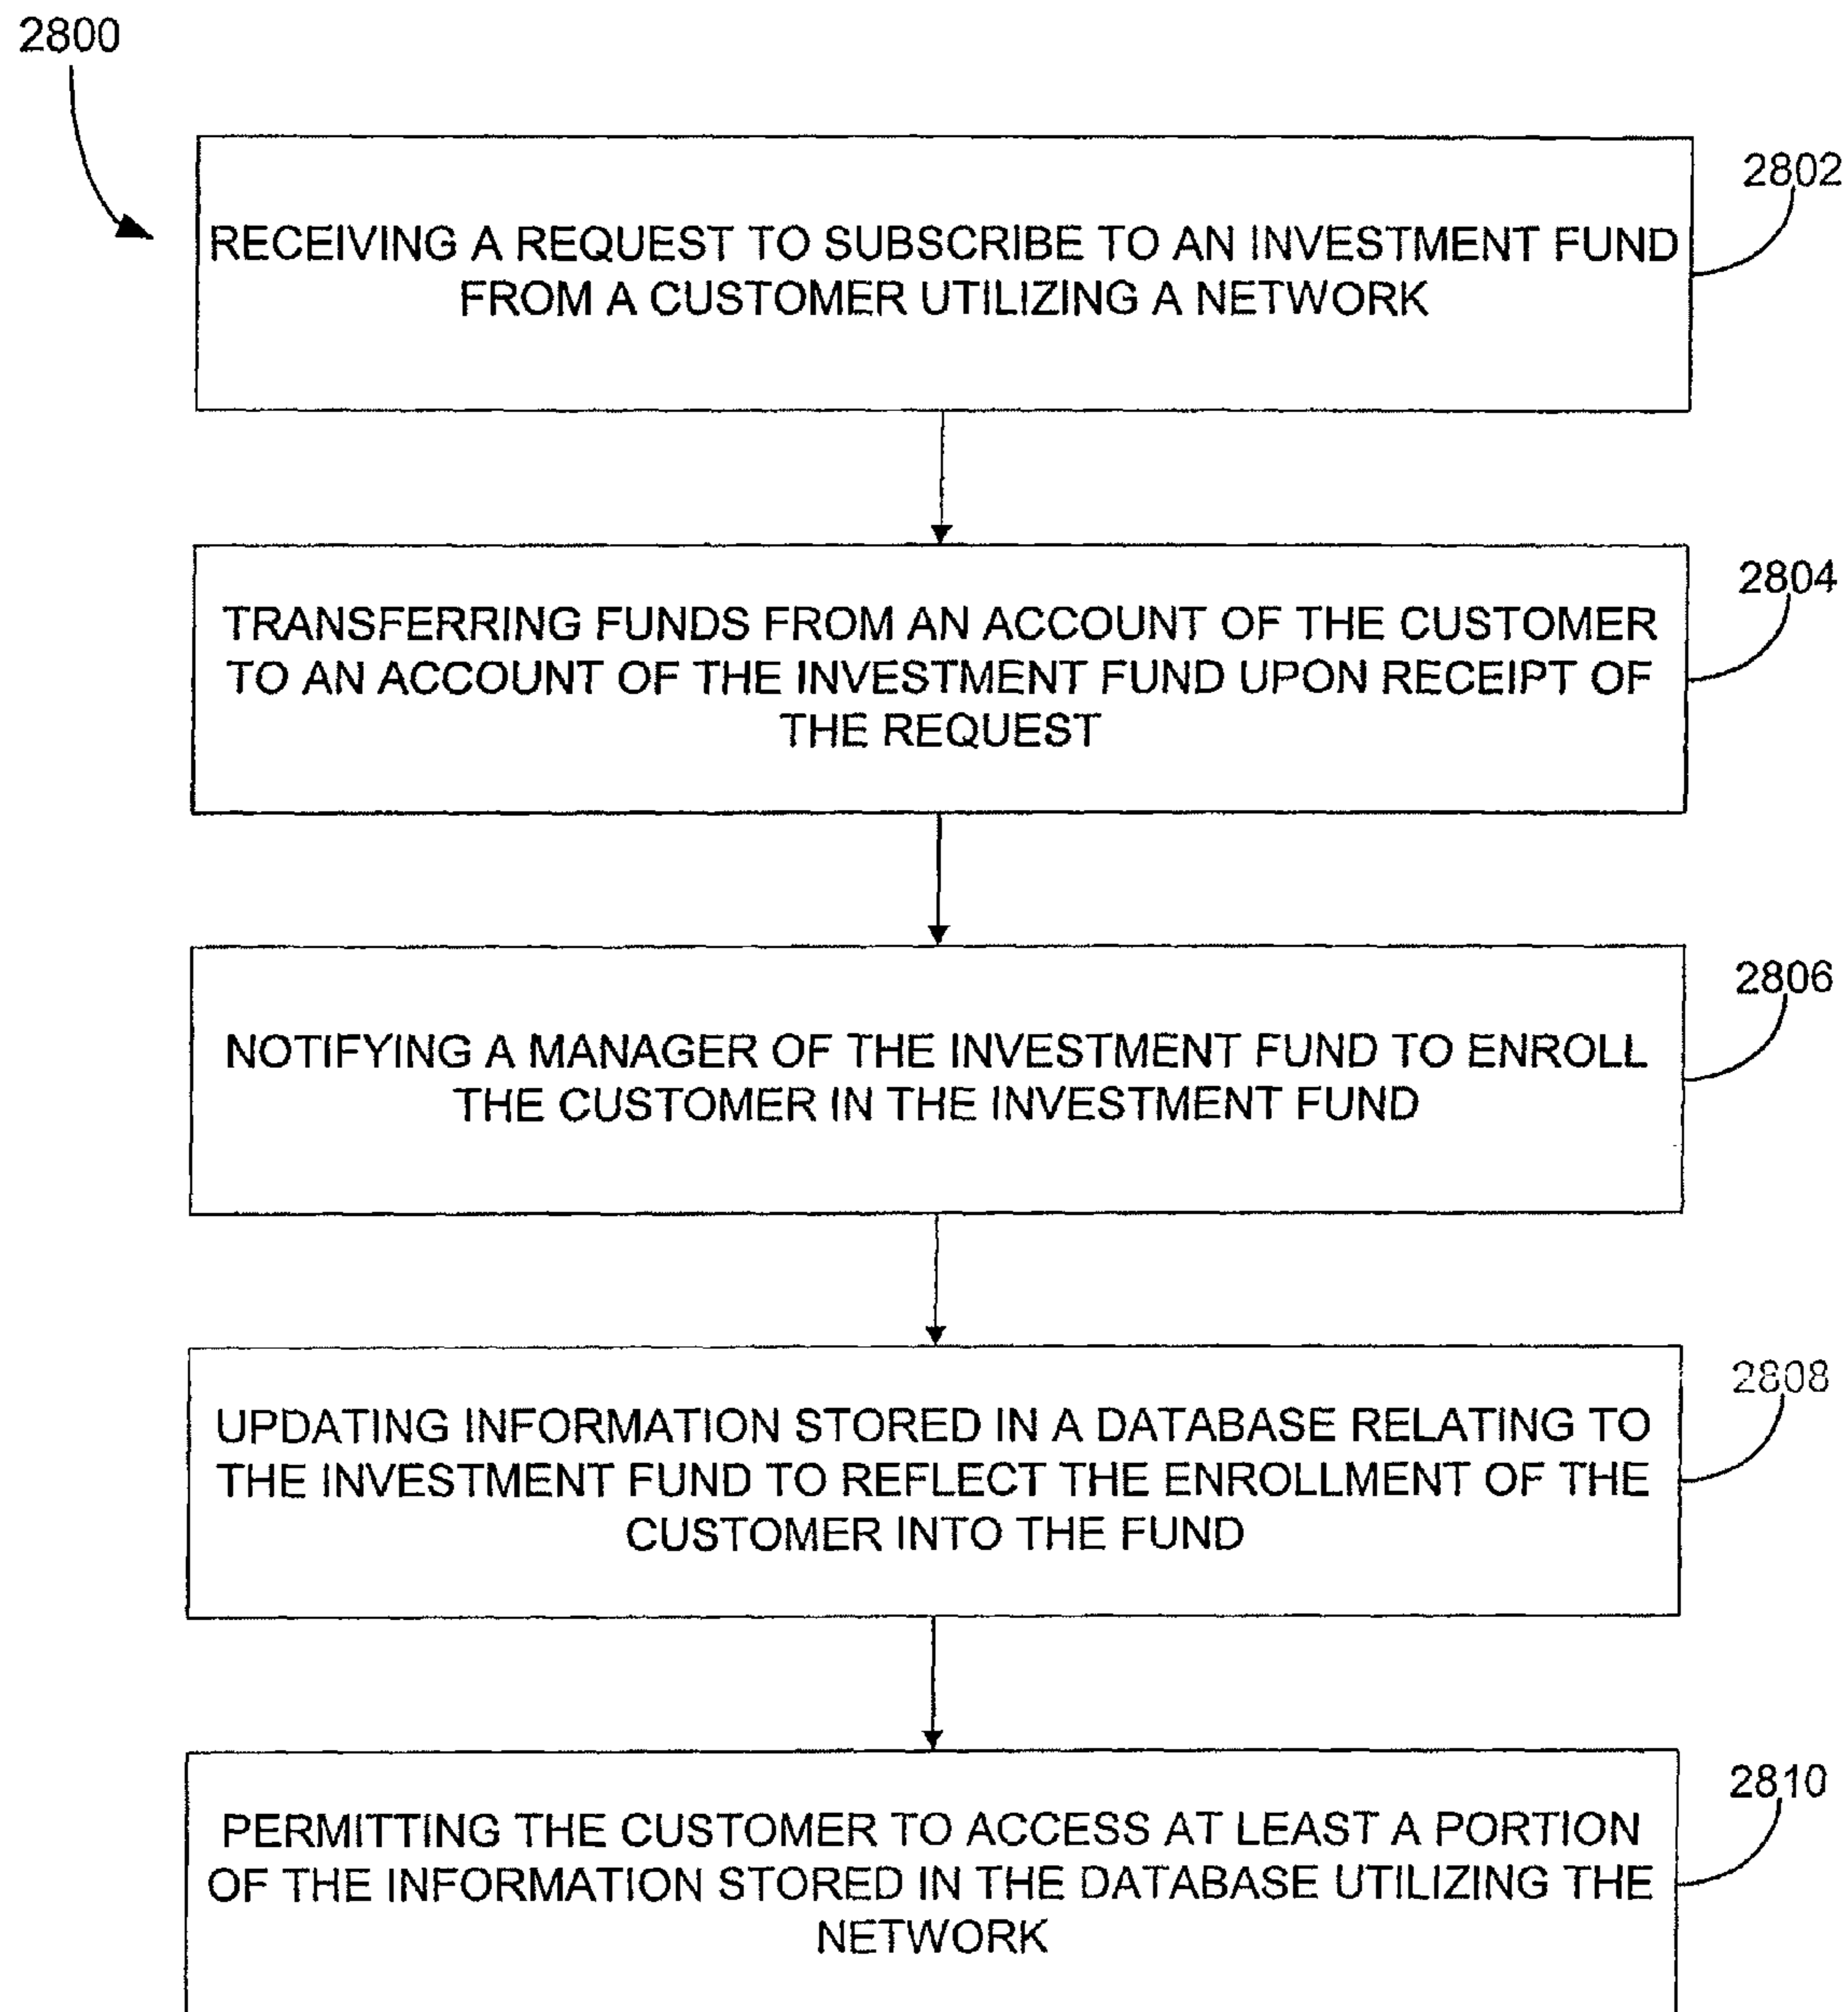 2800
2802
RECEIVING A REQUEST TO SUBSCRIBE TO AN INVESTMENT FUND
FROM A CUSTOMER UTILIZING A NETWORK
2804
TRANSFERRING FUNDS FROM AN ACCOUNT OF THE CUSTOMER
TO AN ACCOUNT OF THE INVESTMENT FUND UPON RECEIPT OF
THE REQUEST
2806
NOTIFYING A MANAGER OF THE INVESTMENT FUND TO ENROLL
THE CUSTOMER IN THE INVESTMENT FUND
2808
UPDATING INFORMATION STORED IN A DATABASE RELATING TO
THE INVESTMENT FUND TO REFLECT THE ENROLLMENT OF THE
CUSTOMER INTO THE FUND
2810
PERMITTING THE CUSTOMER TO ACCESS AT LEAST A PORTION
OF THE INFORMATION STORED IN THE DATABASE UTILIZING THE
NETWORK